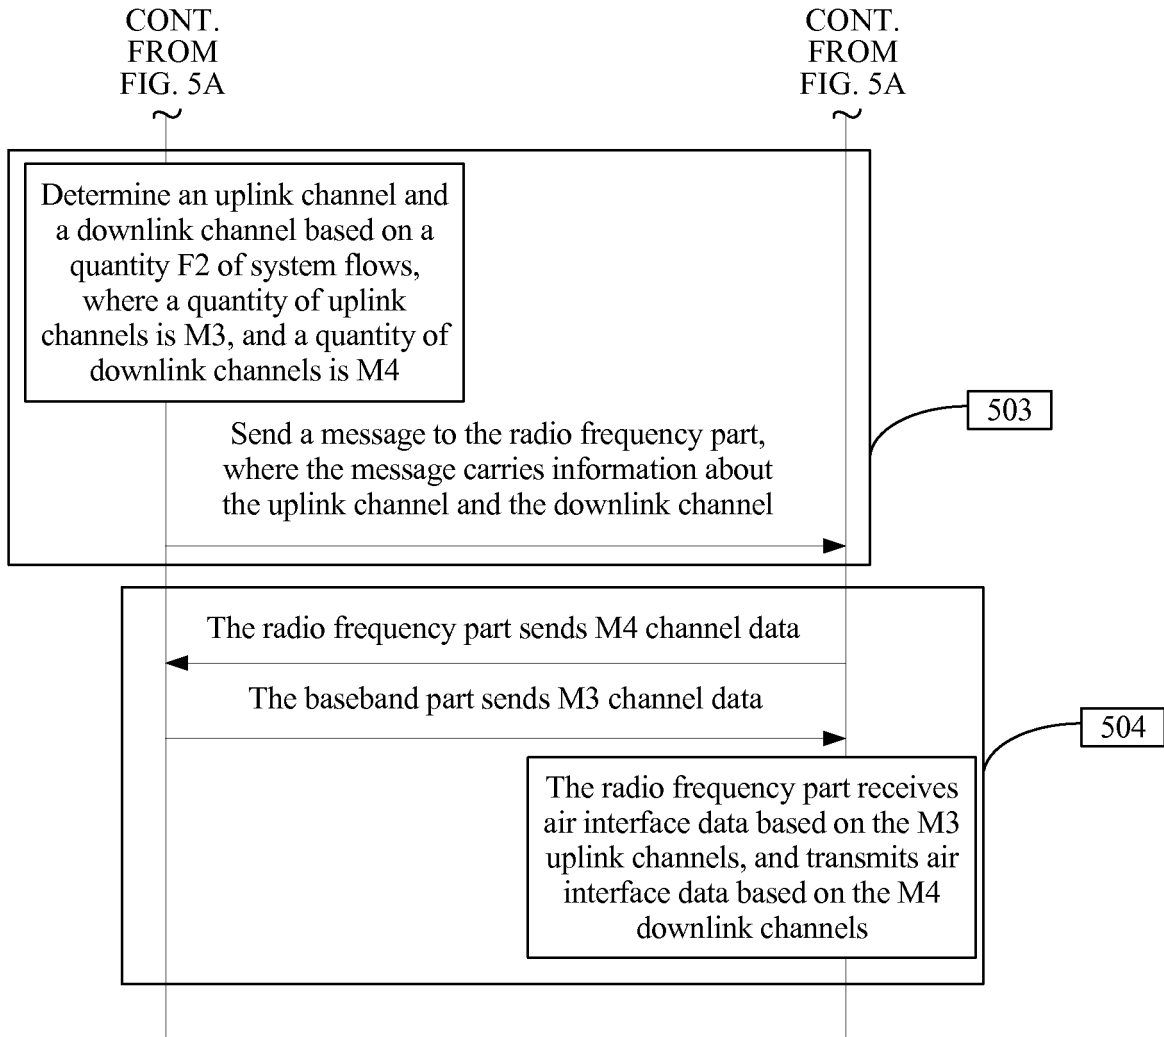 CONT.
FROM
FIG. 5A
CONT.
FROM
FIG. 5A
Determine an uplink channel and
a downlink channel based on a
quantity F2 of system flows,
where a quantity of uplink
channels is M3, and a quantity of
downlink channels is M4
503
Send a message to the radio frequency part,
where the message carries information about
the uplink channel and the downlink channel
The radio frequency part sends M4 channel data
The baseband part sends M3 channel data
504
The radio frequency part receives
air interface data based on the M3
uplink channels, and transmits air
interface data based on the M4
downlink channels